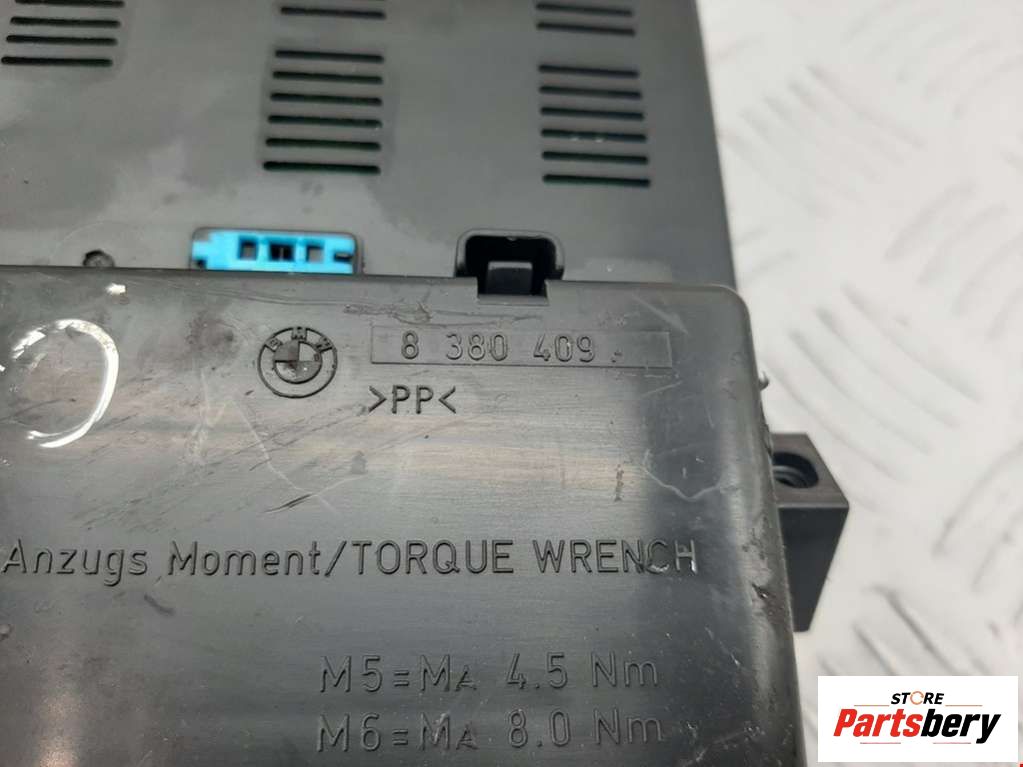 BMW
8 380 409
>PP<
Anzugs Moment/TORQUE WRENCH
M5=MA 4.5 Nm
M6=MA 8.0 Nm
STORE
Partsbery